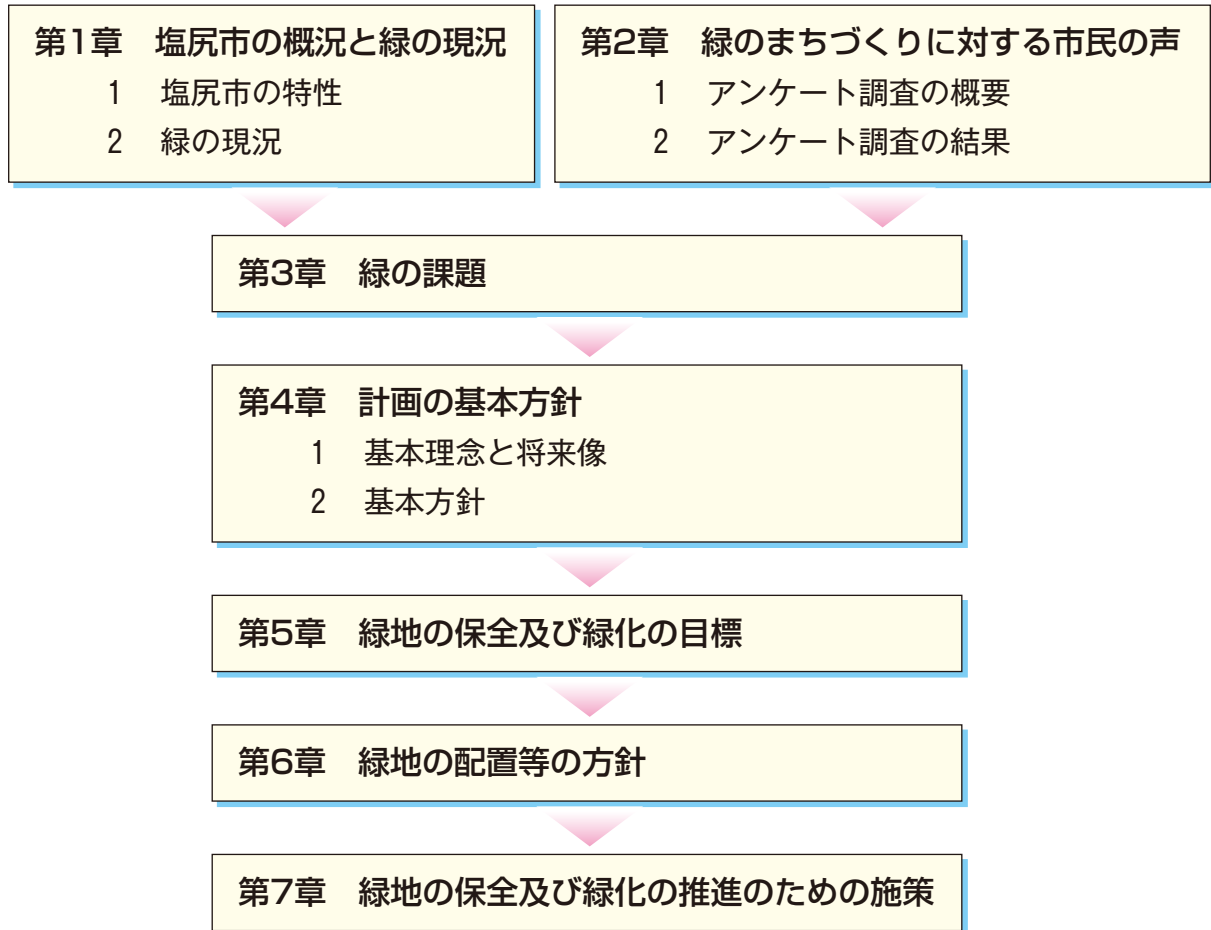 第1章　塩尻市の概況と緑の現況
1　塩尻市の特性
2　緑の現況
第2章　緑のまちづくりに対する市民の声
1　アンケート調査の概要
2　アンケート調査の結果
第3章　緑の課題
第4章　計画の基本方針
1　基本理念と将来像
2　基本方針
第5章　緑地の保全及び緑化の目標
第6章　緑地の配置等の方針
第7章　緑地の保全及び緑化の推進のための施策